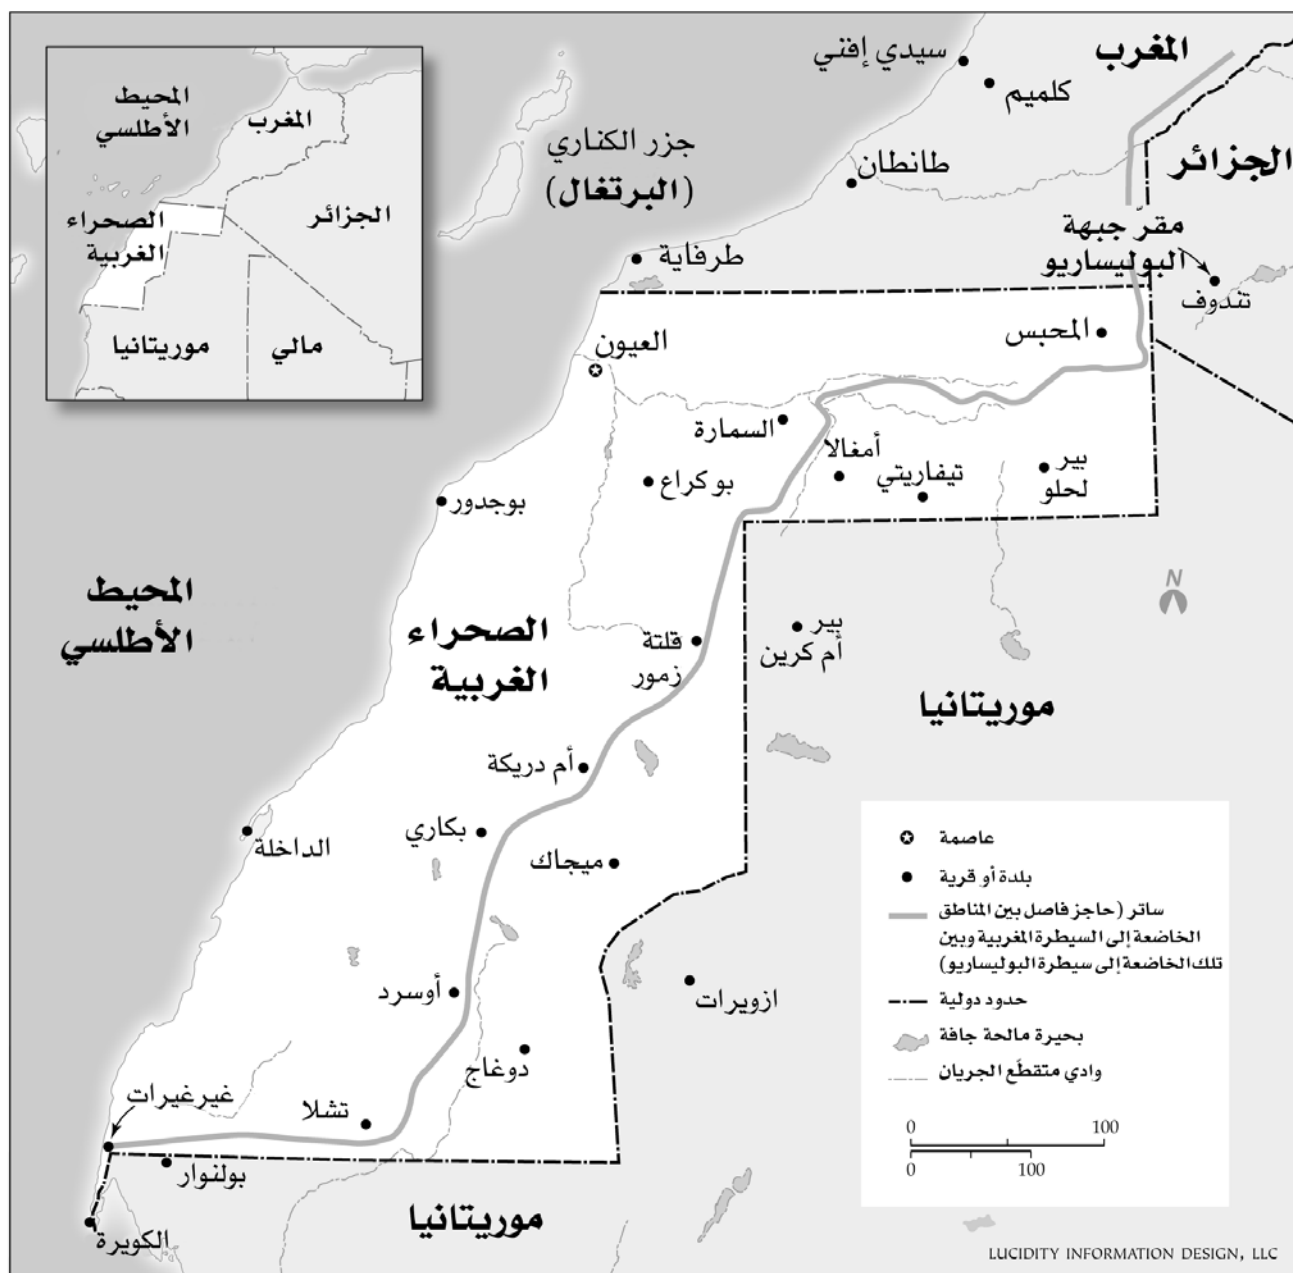 المحيط
الأطلسي
المغرب
الجزائر
الصحراء
الغربية
موريتانيا
مالي
المغرب
سيدي إفني
كلميم
جزر الكناري
(البرتغال)
طانطان
الجزائر
مقرّ جبهة
البوليساريو
تندوف
طرفاية
المحبس
العيون
السمارة
أمغالا
بوكراع
تيفاريتي
بير
لحلو
بوجدور
المحيط
الأطلسي
الصحراء
الغربية
قلتة
زمور
بير
أم كرين
N
موريتانيا
أم دريكة
بكاري
الداخلة
ميجاك
أوسرد
ازويرات
دوغاج
تشلا
غيرغيرات
بولنوار
الكويرة
موريتانيا
عاصمة
بلدة أو قرية
ساتر (حاجز فاصل بين المناطق
الخاضعة إلى السيطرة المغربية وبين
تلك الخاضعة إلى سيطرة البوليساريو)
حدود دولية
بحيرة مالحة جافة
وادي متقطّع الجريان
0 100
0 100
LUCIDITY INFORMATION DESIGN, LLC